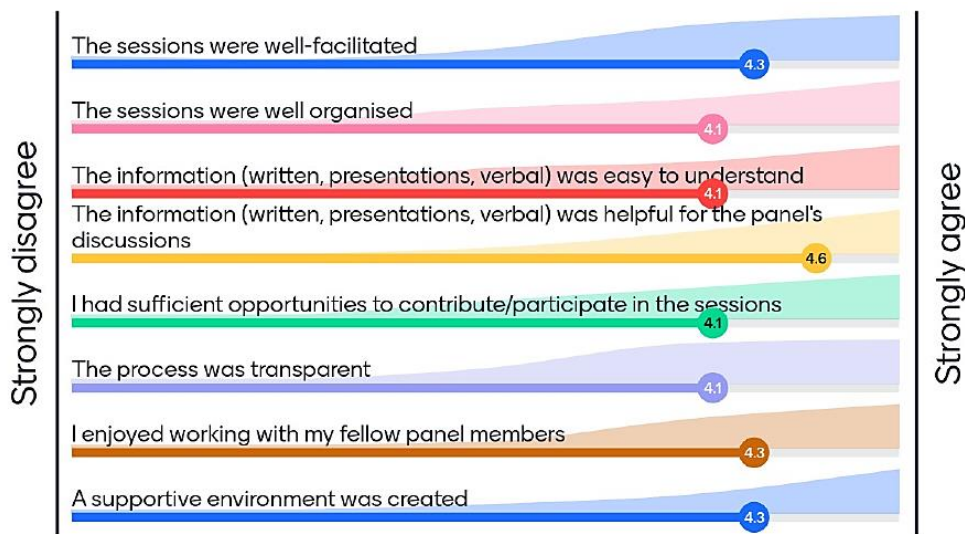 Strongly disagree
The sessions were well-facilitated
4.3
The sessions were well organised
4.1
The information (written, presentations, verbal) was easy to understand
4.1
The information (written, presentations, verbal) was helpful for the panel's
discussions
4.6
I had sufficient opportunities to contribute/participate in the sessions
4.1
The process was transparent
4.1
I enjoyed working with my fellow panel members
4.3
A supportive environment was created
4.3
Strongly agree